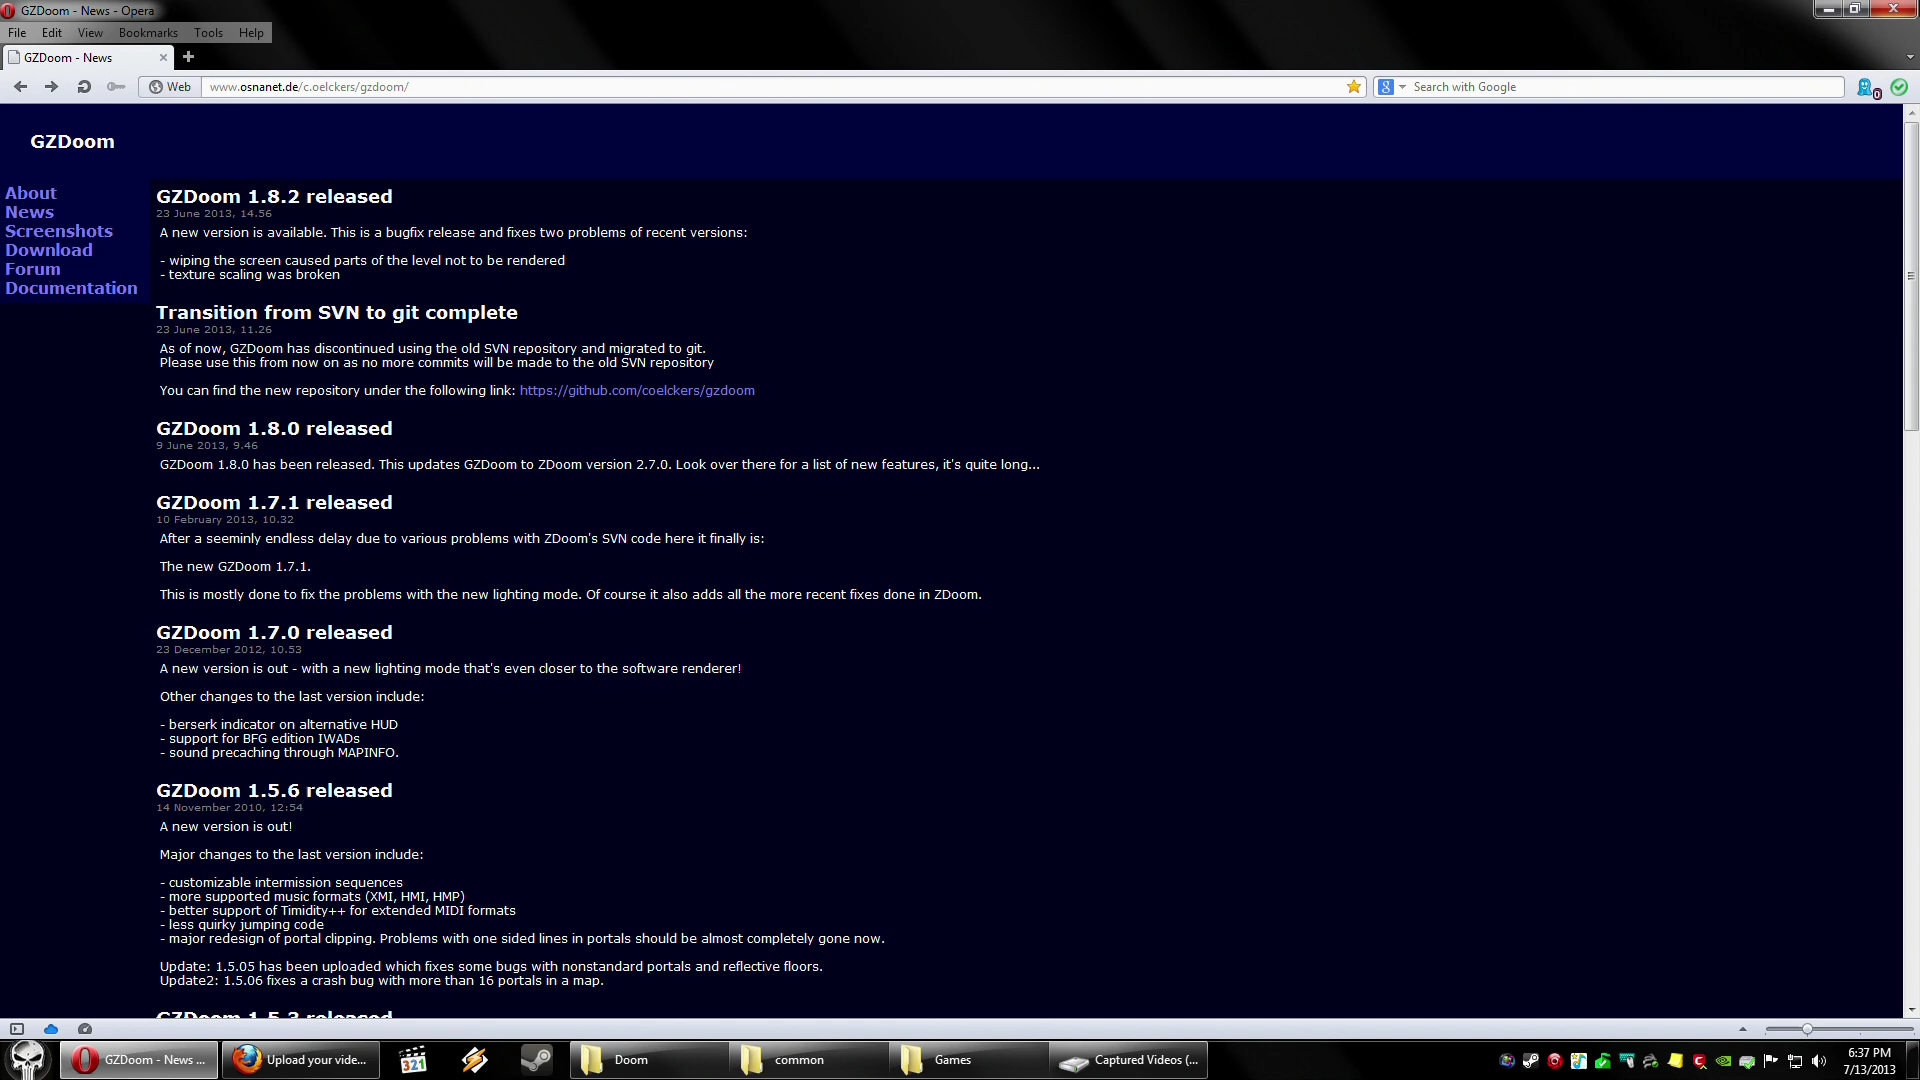 GZDoom - News - Opera
File Edit View Bookmarks Tools Help
GZDoom - News
Web www.osnanet.de/c.oelckers/gzdoom/ Search with Google 0
GZDoom
About
News
Screenshots
Download
Forum
Documentation
GZDoom 1.8.2 released
23 June 2013, 14.56
A new version is available. This is a bugfix release and fixes two problems of recent versions:
- wiping the screen caused parts of the level not to be rendered
- texture scaling was broken
Transition from SVN to git complete
23 June 2013, 11.26
As of now, GZDoom has discontinued using the old SVN repository and migrated to git.
Please use this from now on as no more commits will be made to the old SVN repository
You can find the new repository under the following link: https://github.com/coelckers/gzdoom
GZDoom 1.8.0 released
9 June 2013, 9.46
GZDoom 1.8.0 has been released. This updates GZDoom to ZDoom version 2.7.0. Look over there for a list of new features, it's quite long...
GZDoom 1.7.1 released
10 February 2013, 10.32
After a seeminly endless delay due to various problems with ZDoom's SVN code here it finally is:
The new GZDoom 1.7.1.
This is mostly done to fix the problems with the new lighting mode. Of course it also adds all the more recent fixes done in ZDoom.
GZDoom 1.7.0 released
23 December 2012, 10.53
A new version is out - with a new lighting mode that's even closer to the software renderer!
Other changes to the last version include:
- berserk indicator on alternative HUD
- support for BFG edition IWADs
- sound precaching through MAPINFO.
GZDoom 1.5.6 released
14 November 2010, 12:54
A new version is out!
Major changes to the last version include:
- customizable intermission sequences
- more supported music formats (XMI, HMI, HMP)
- better support of Timidity++ for extended MIDI formats
- less quirky jumping code
- major redesign of portal clipping. Problems with one sided lines in portals should be almost completely gone now.
Update: 1.5.05 has been uploaded which fixes some bugs with nonstandard portals and reflective floors.
Update2: 1.5.06 fixes a crash bug with more than 16 portals in a map.
GZDoom 1.5.3 released
GZDoom - News ... Upload your vide... 321 Doom common Games Captured Videos (... 6:37 PM
7/13/2013